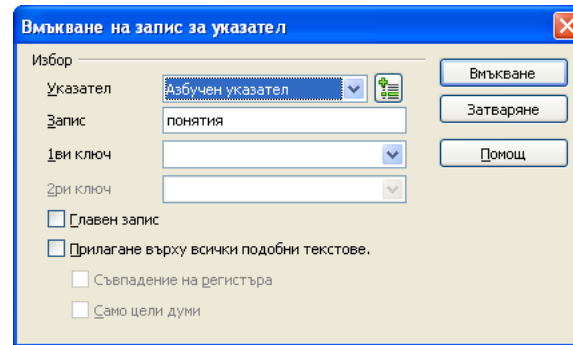 Вмъкване на запис за указател
Избор
Указател
Азбучен указател
Запис
понятия
1ви ключ
2ри ключ
Главен запис
Прилагане върху всички подобни текстове.
Съвпадение на регистъра
Само цели думи
Вмъкване
Затваряне
Помощ